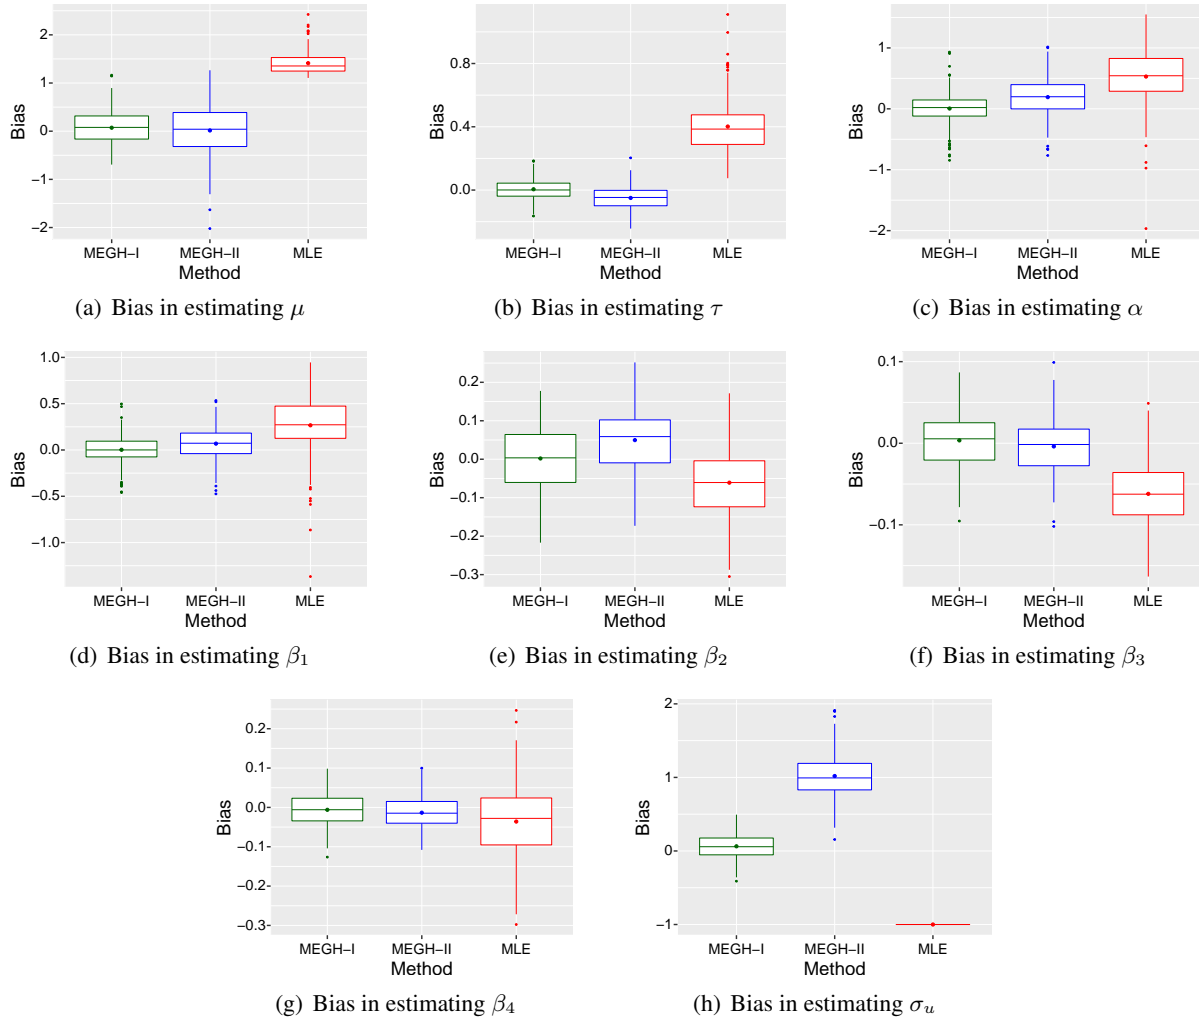 2
1
0
−1
−2
Bias
MEGH−I MEGH−II MLE
Method
(a) Bias in estimating μ
0.8
0.4
0.0
Bias
MEGH−I MEGH−II MLE
Method
(b) Bias in estimating τ
1
0
−1
−2
Bias
MEGH−I MEGH−II MLE
Method
(c) Bias in estimating α
1.0
0.5
0.0
−0.5
−1.0
Bias
MEGH−I MEGH−II MLE
Method
(d) Bias in estimating β1
0.2
0.1
0.0
−0.1
−0.2
−0.3
Bias
MEGH−I MEGH−II MLE
Method
(e) Bias in estimating β2
0.1
0.0
−0.1
Bias
MEGH−I MEGH−II MLE
Method
(f) Bias in estimating β3
0.2
0.1
0.0
−0.1
−0.2
−0.3
Bias
MEGH−I MEGH−II MLE
Method
(g) Bias in estimating β4
2
1
0
−1
Bias
MEGH−I MEGH−II MLE
Method
(h) Bias in estimating σu